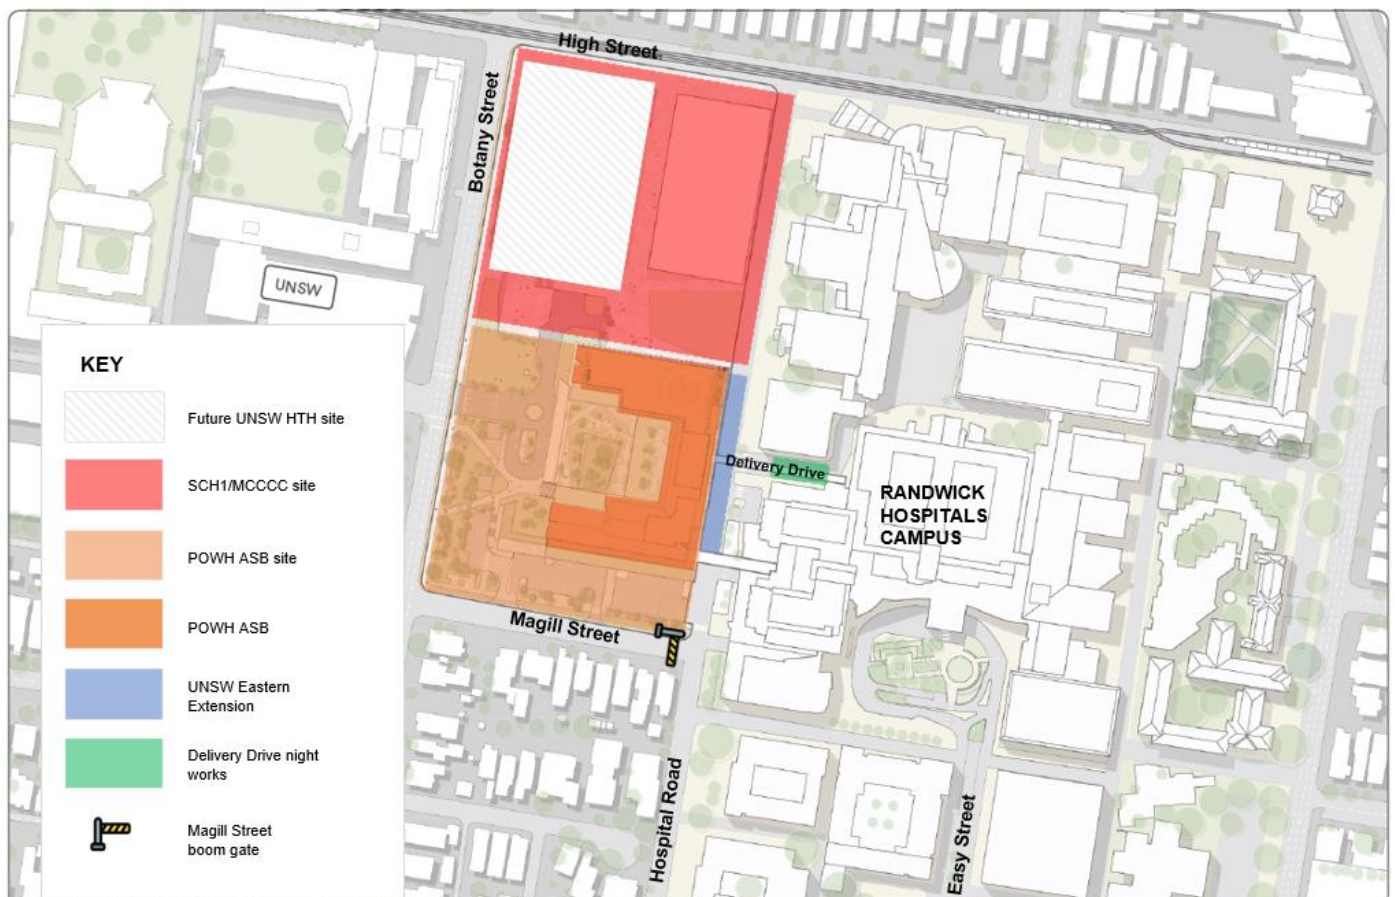 High Street
Botany Street
UNSW
KEY
Future UNSW HTH site
SCH1/MCCCC site
POWH ASB site
POWH ASB
UNSW Eastern
Extension
Delivery Drive night
works
Magill Street
boom gate
Delivery Drive
RANDWICK
HOSPITALS
CAMPUS
Magill Street
Hospital Road
Easy Street